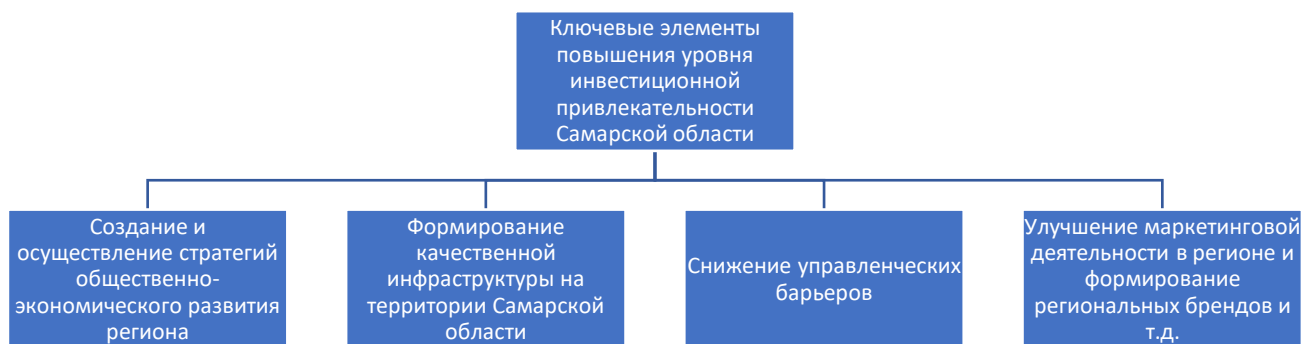 Ключевые элементы
повышения уровня
инвестиционной
привлекательности
Самарской области
Создание и
осуществление стратегий
общественно-
экономического развития
региона
Формирование
качественной
инфраструктуры на
территории Самарской
области
Снижение управленческих
барьеров
Улучшение маркетинговой
деятельности в регионе и
формирование
региональных брендов и
т.д.